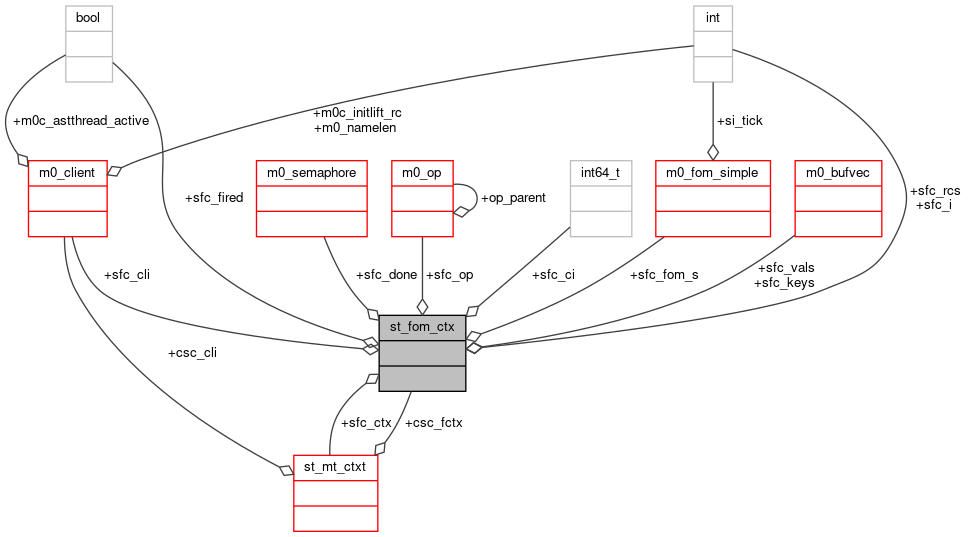 bool
int
+m0c_initlift_rc
+m0_namelen
+m0c_astthread_active
+si_tick
m0_client
m0_semaphore
m0_op
int64_t
m0_fom_simple
m0_bufvec
+sfc_fired
+op_parent
+sfc_rcs
+sfc_i
+sfc_cli
+sfc_done
+sfc_op
+sfc_ci
+sfc_fom_s
+sfc_vals
+sfc_keys
st_fom_ctx
+csc_cli
+sfc_ctx
+csc_fctx
st_mt_ctxt